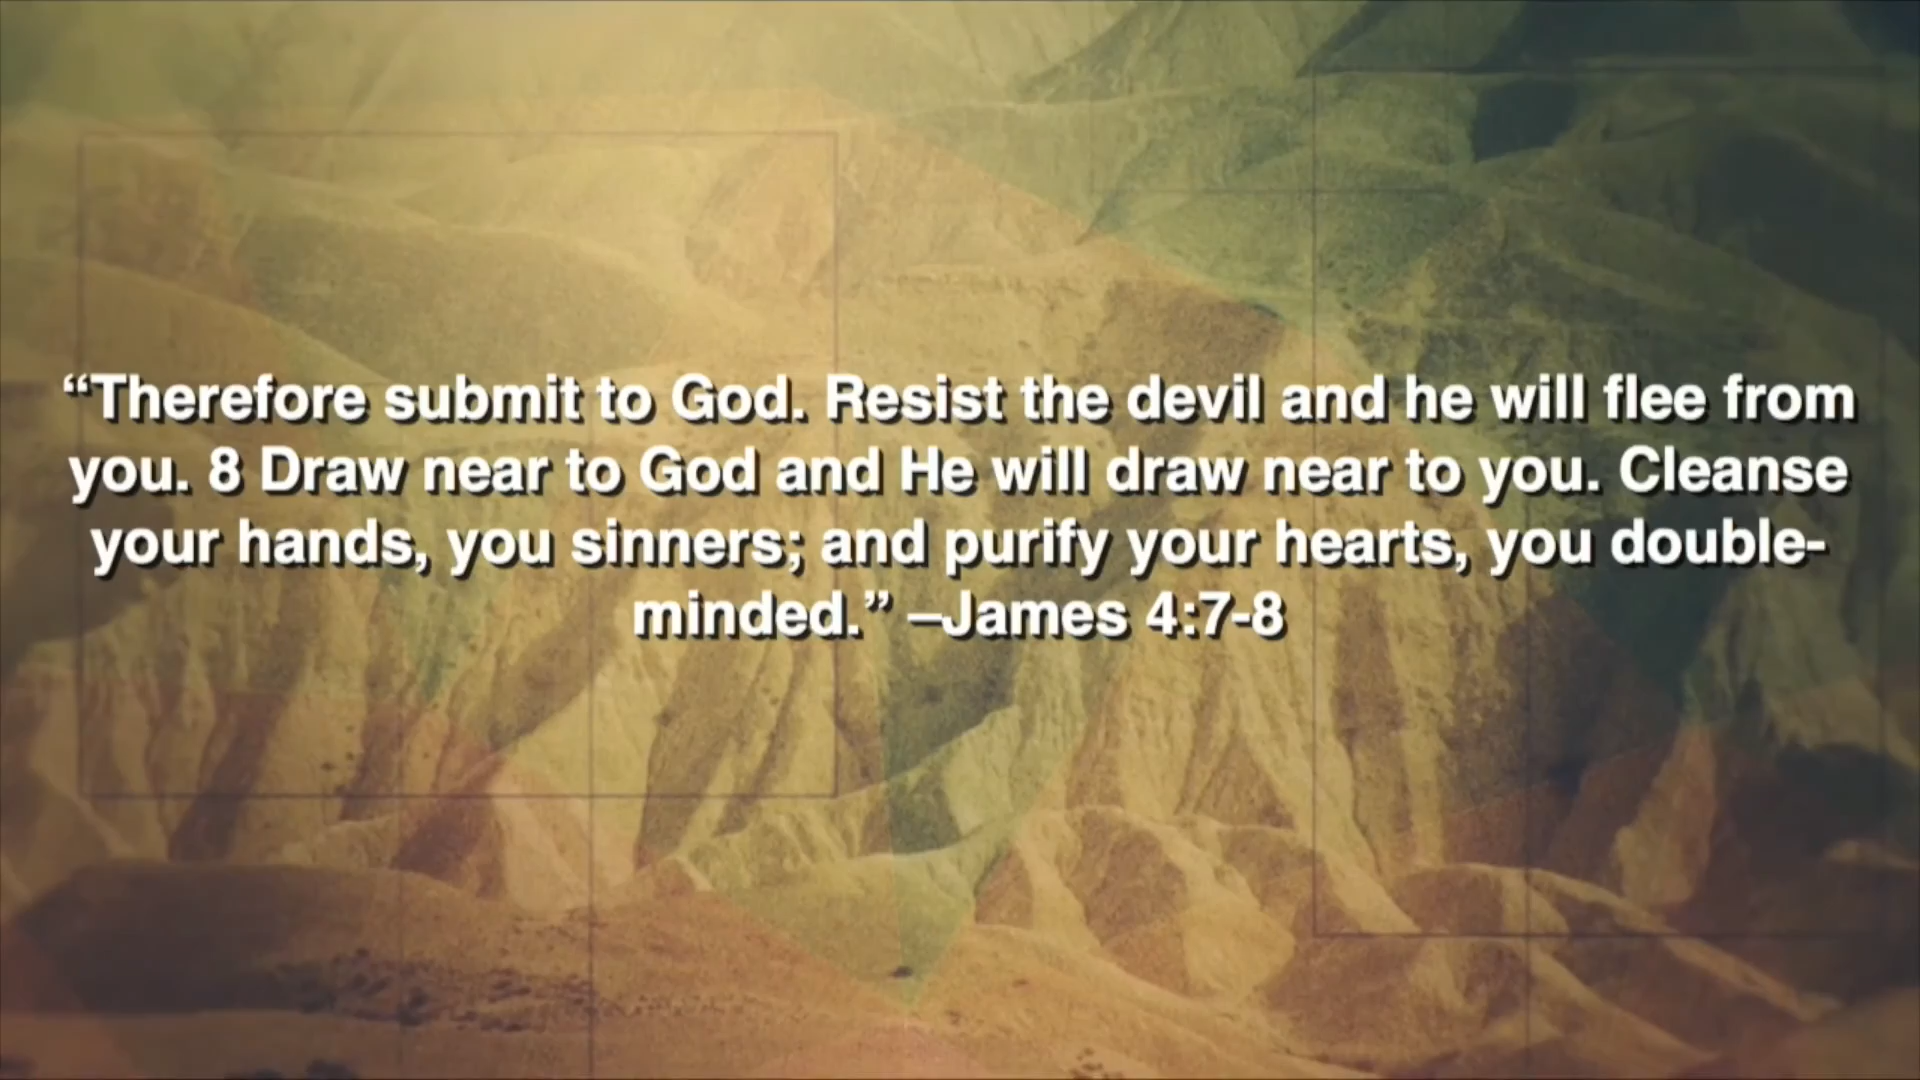 “Therefore submit to God. Resist the devil and he will flee from
you. 8 Draw near to God and He will draw near to you. Cleanse
your hands, you sinners; and purify your hearts, you double-
minded.” –James 4:7-8